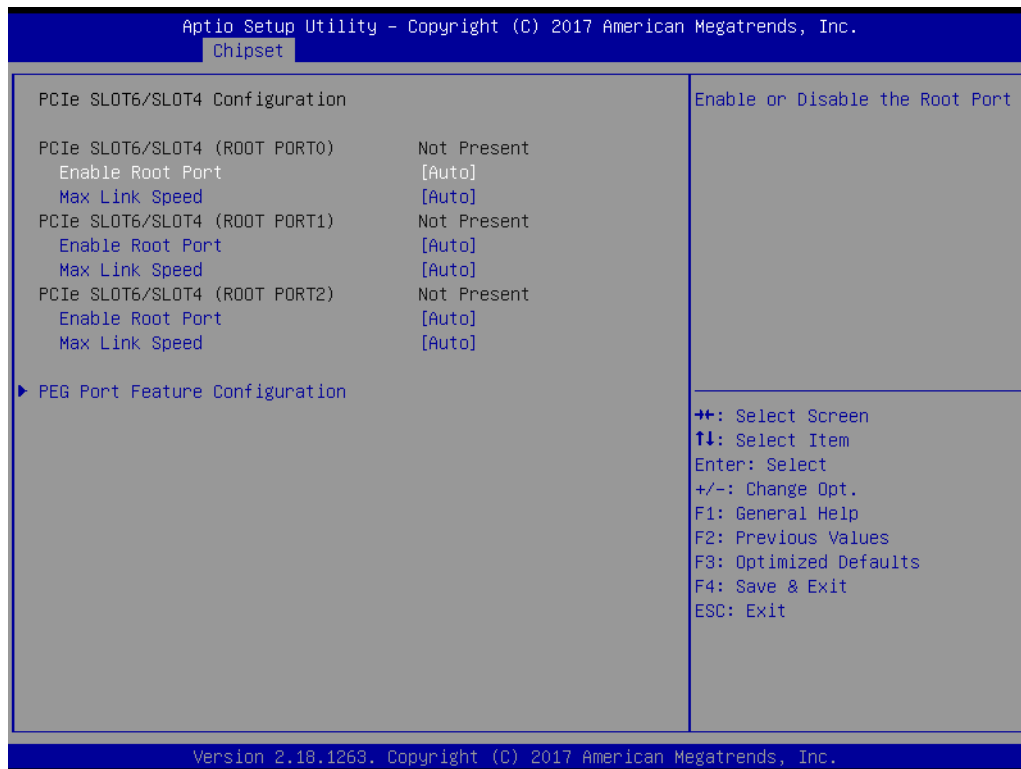 Aptio Setup Utility – Copyright (C) 2017 American Megatrends, Inc.
Chipset
PCIe SLOT6/SLOT4 Configuration
PCIe SLOT6/SLOT4 (ROOT PORT0) Not Present
Enable Root Port [Auto]
Max Link Speed [Auto]
PCIe SLOT6/SLOT4 (ROOT PORT1) Not Present
Enable Root Port [Auto]
Max Link Speed [Auto]
PCIe SLOT6/SLOT4 (ROOT PORT2) Not Present
Enable Root Port [Auto]
Max Link Speed [Auto]
PEG Port Feature Configuration
Enable or Disable the Root Port
→←: Select Screen
↑↓: Select Item
Enter: Select
+/-: Change Opt.
F1: General Help
F2: Previous Values
F3: Optimized Defaults
F4: Save & Exit
ESC: Exit
Version 2.18.1263. Copyright (C) 2017 American Megatrends, Inc.